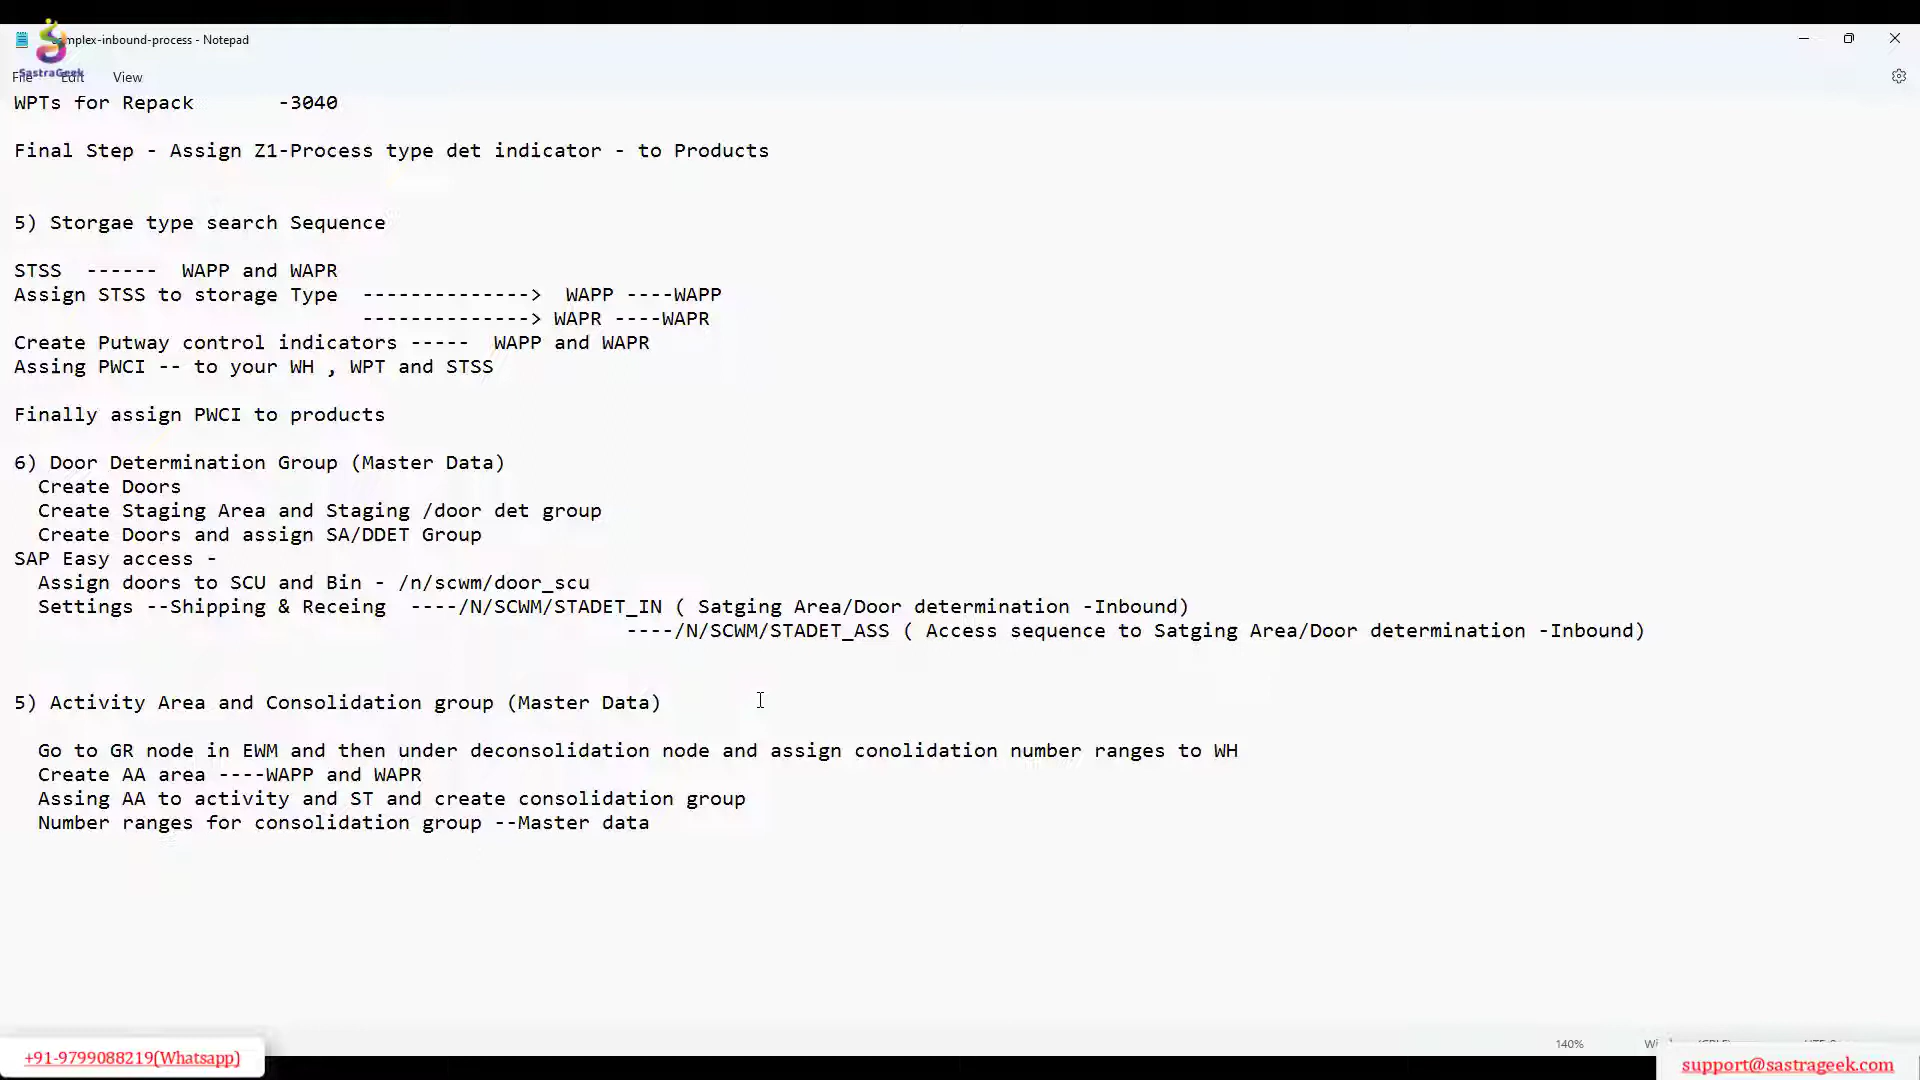 mplex-inbound-process - Notepad
SastraGeek
File Edit View
WPTs for Repack -3040
Final Step - Assign Z1-Process type det indicator - to Products
5) Storgae type search Sequence
STSS ------ WAPP and WAPR
Assign STSS to storage Type --------------> WAPP ----WAPP
--------------> WAPR ----WAPR
Create Putway control indicators ----- WAPP and WAPR
Assing PWCI -- to your WH , WPT and STSS
Finally assign PWCI to products
6) Door Determination Group (Master Data)
Create Doors
Create Staging Area and Staging /door det group
Create Doors and assign SA/DDET Group
SAP Easy access -
Assign doors to SCU and Bin - /n/scwm/door_scu
Settings --Shipping & Receing ----/N/SCWM/STADET_IN ( Satging Area/Door determination -Inbound)
----/N/SCWM/STADET_ASS ( Access sequence to Satging Area/Door determination -Inbound)
5) Activity Area and Consolidation group (Master Data)
Go to GR node in EWM and then under deconsolidation node and assign conolidation number ranges to WH
Create AA area ----WAPP and WAPR
Assing AA to activity and ST and create consolidation group
Number ranges for consolidation group --Master data
140%
+91-9799088219(Whatsapp)
support@sastrageek.com